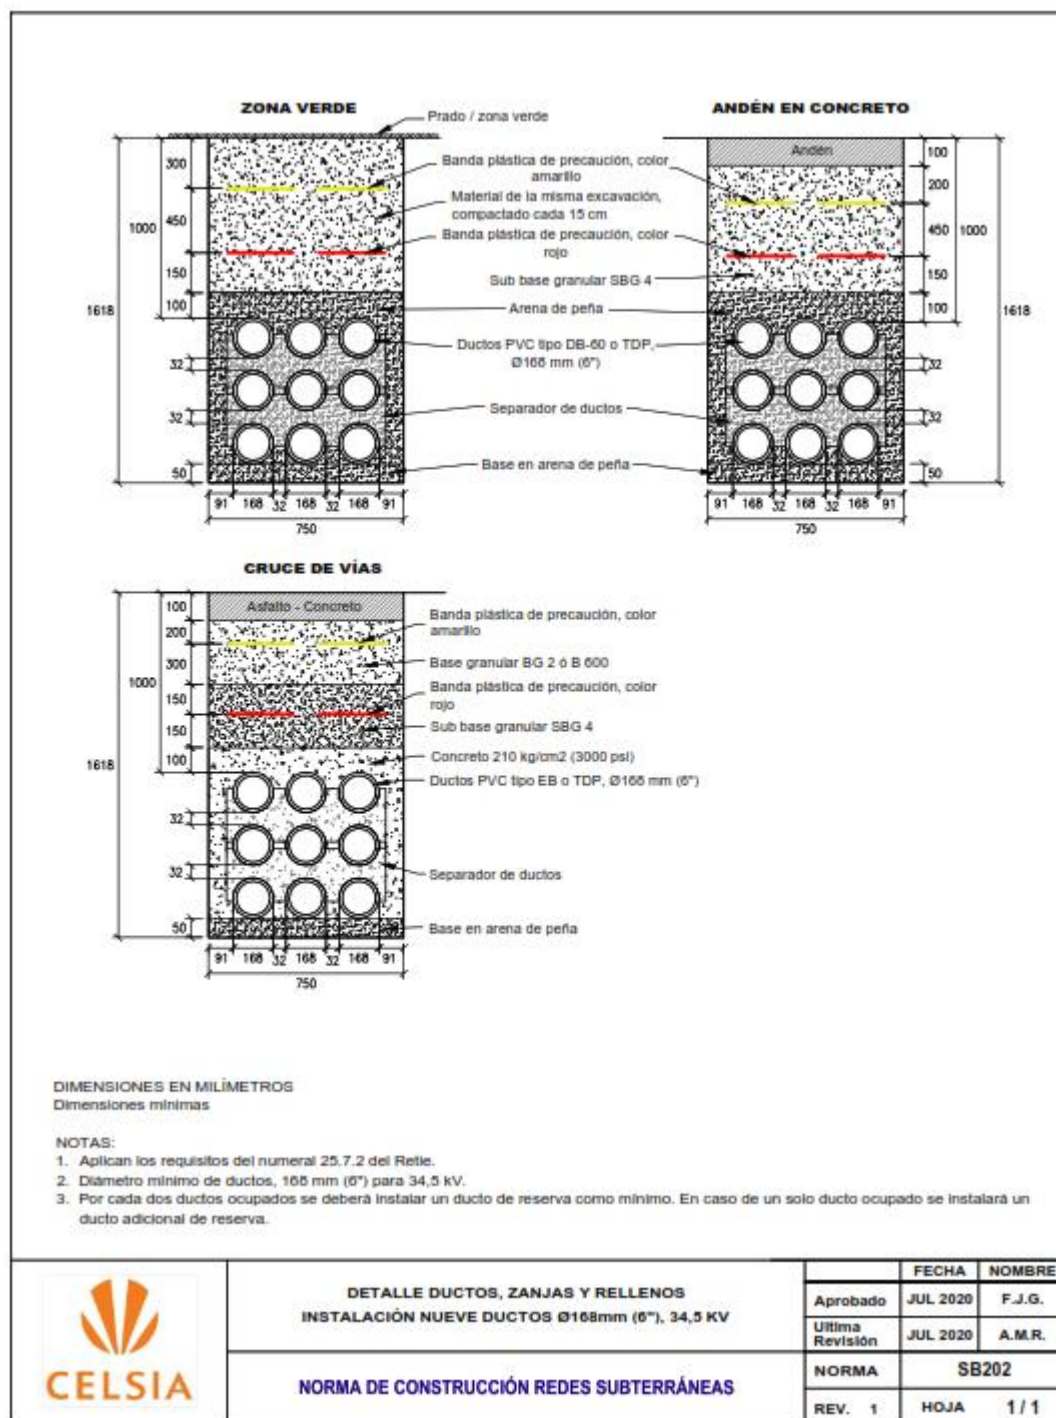 ZONA VERDE
Prado / zona verde
300
Banda plástica de precaución, color
amarillo
Material de la misma excavación,
compactado cada 15 cm
450
1000
Banda plástica de precaución, color
rojo
150
Sub base granular SBG 4
100
Arena de peña
1618
Ductos PVC tipo DB-60 o TDP,
Ø168 mm (6")
32
Separador de ductos
32
Base en arena de peña
50
91 168 32 168 32 168 91
750
ANDÉN EN CONCRETO
Andén
100
200
450
1000
150
100
1618
32
32
50
91 168 32 168 32 168 91
750
CRUCE DE VÍAS
Asfalto - Concreto
100
Banda plástica de precaución, color
amarillo
200
Base granular BG 2 ó B 600
300
1000
Banda plástica de precaución, color
rojo
150
Sub base granular SBG 4
150
Concreto 210 kg/cm2 (3000 psi)
100
1618
Ductos PVC tipo EB o TDP, Ø168 mm (6")
32
32
Separador de ductos
50
Base en arena de peña
91 168 32 168 32 168 91
750
DIMENSIONES EN MILÍMETROS
Dimensiones mínimas
NOTAS:
1. Aplican los requisitos del numeral 25.7.2 del Retie.
2. Diámetro mínimo de ductos, 168 mm (6") para 34,5 kV.
3. Por cada dos ductos ocupados se deberá instalar un ducto de reserva como mínimo. En caso de un solo ducto ocupado se instalará un
ducto adicional de reserva.
CELSIA
DETALLE DUCTOS, ZANJAS Y RELLENOS
INSTALACIÓN NUEVE DUCTOS Ø168mm (6"), 34,5 KV
NORMA DE CONSTRUCCIÓN REDES SUBTERRÁNEAS
FECHA NOMBRE
Aprobado JUL 2020 F.J.G.
Ultima
Revisión JUL 2020 A.M.R.
NORMA SB202
REV. 1 HOJA 1 / 1